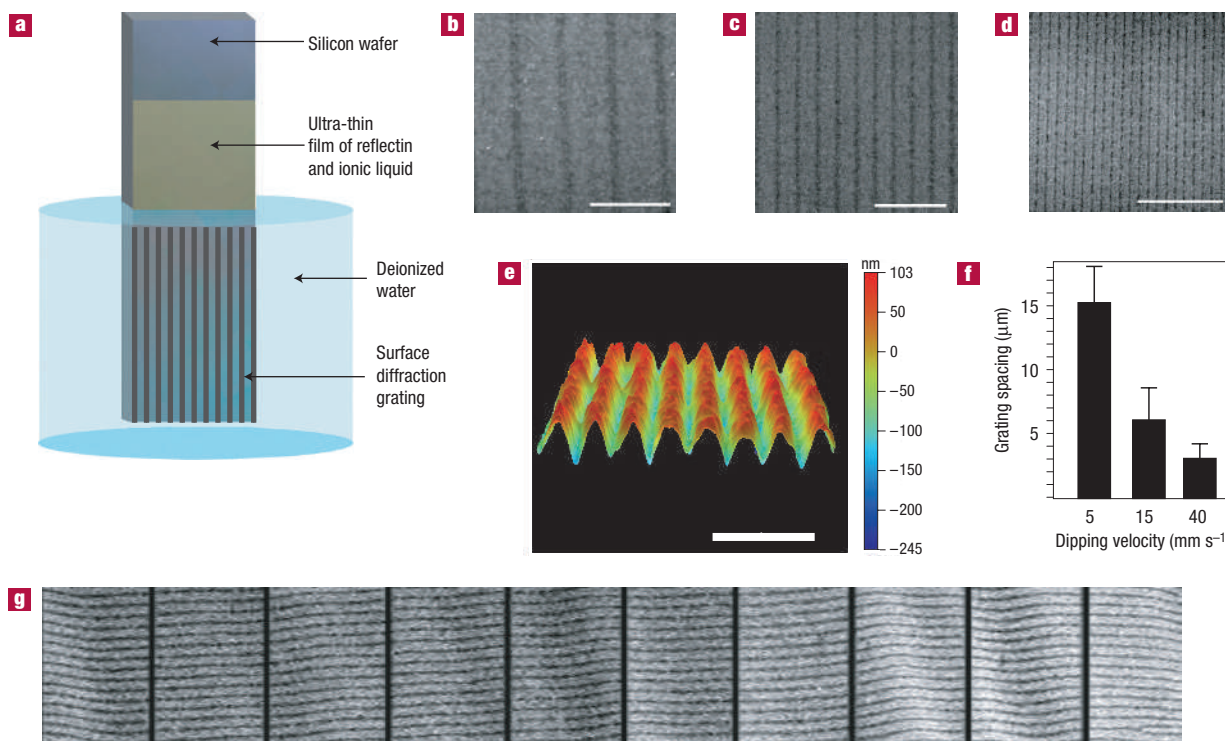 a
Silicon wafer
Ultra-thin
film of reflectin
and ionic liquid
Deionized
water
Surface
diffraction
grating
b
c
d
e
nm
103
50
0
–50
–100
–150
–200
–245
f
Grating spacing (μm)
15
10
5
5 15 40
Dipping velocity (mm s–1
g